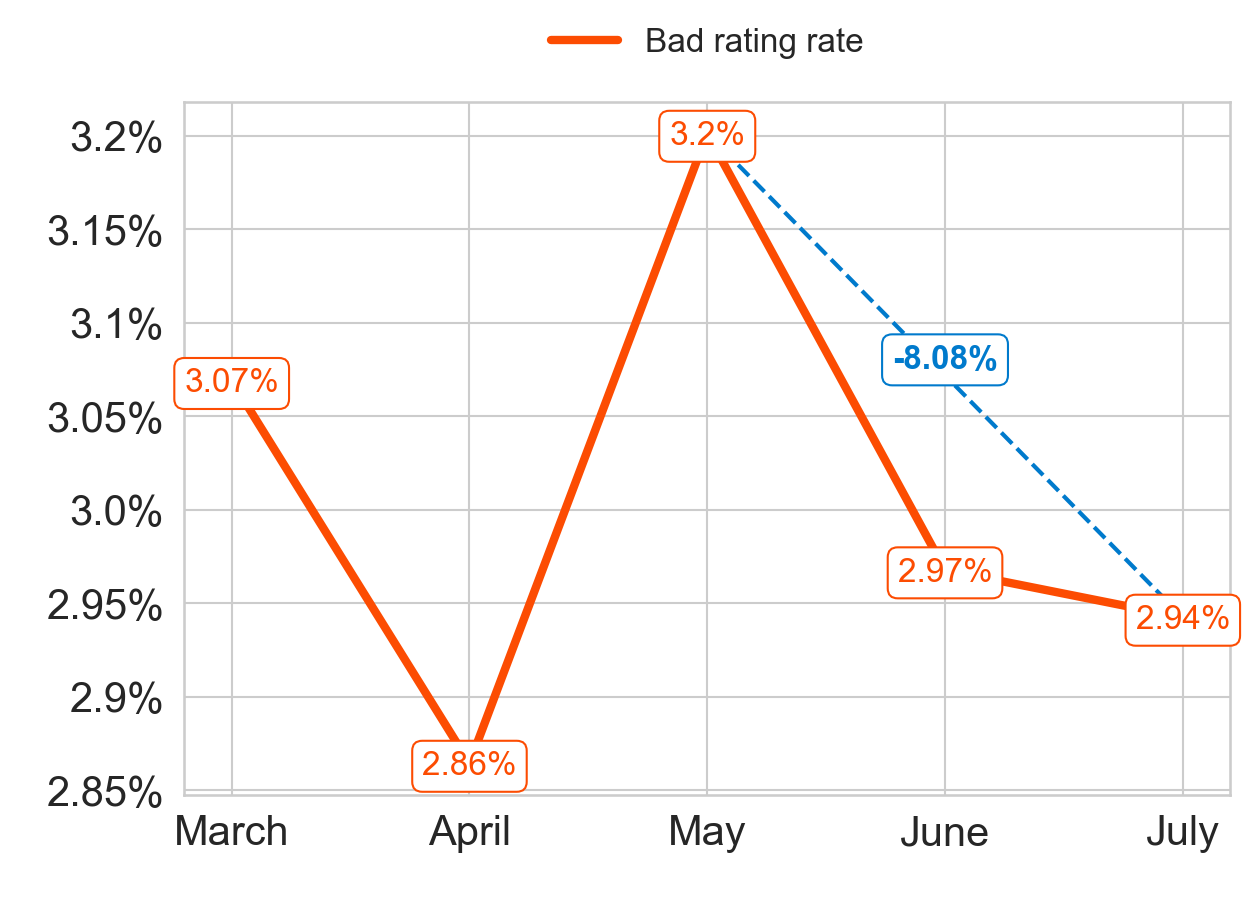 Bad rating rate
3.2%
3.15%
3.1%
3.05%
3.0%
2.95%
2.9%
2.85%
3.07%
2.86%
3.2%
-8.08%
2.97%
2.94%
March
April
May
June
July